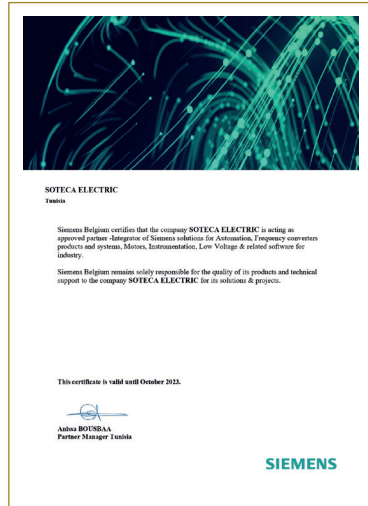 SOTECA ELECTRIC
Tunisia
Siemens Belgium certifies that the company SOTECA ELECTRIC is acting as
approved partner -Integrator of Siemens solutions for Automation, Frequency converters
products and systems, Motors, Instrumentation, Low Voltage & related software for
industry.
Siemens Belgium remains solely responsible for the quality of its products and technical
support to the company SOTECA ELECTRIC for its solutions & projects.
This certificate is valid until October 2023.
Anissa BOUSBAA
Partner Manager Tunisia
SIEMENS